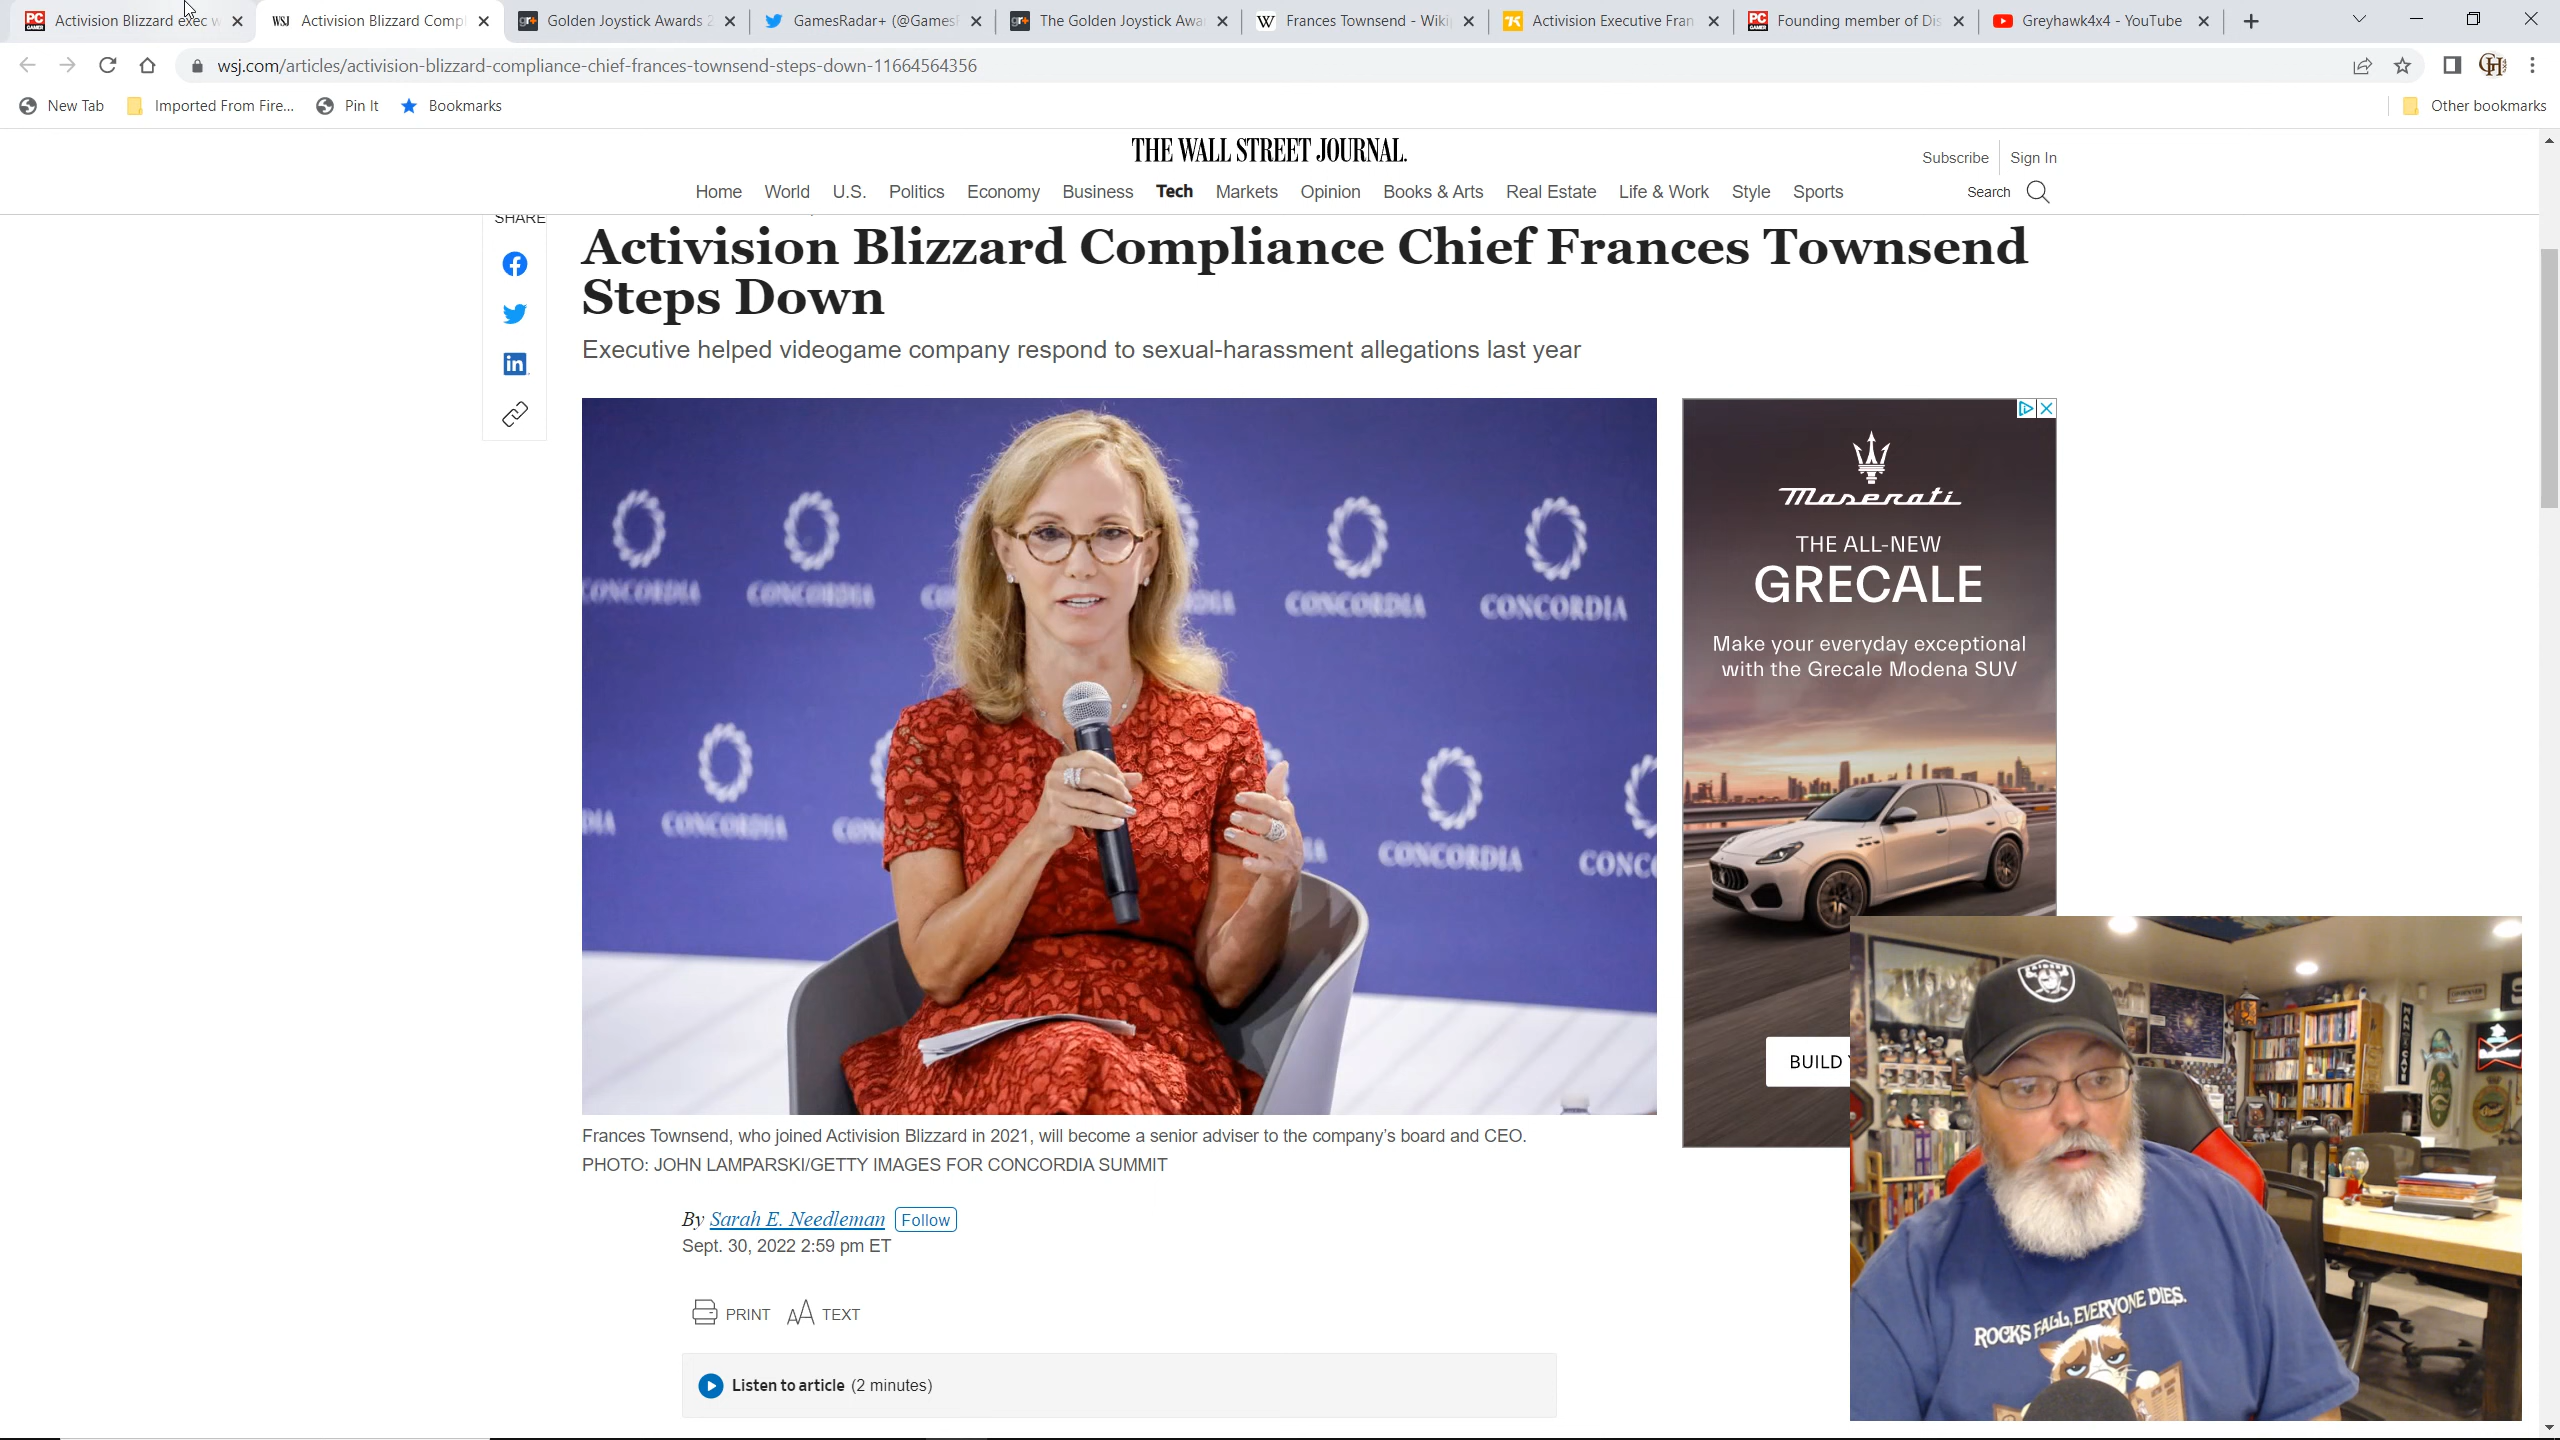 Activision Blizzard exec w
WSJ Activision Blizzard Compl
Golden Joystick Awards 2
GamesRadar+ (@GamesR
The Golden Joystick Awa
Frances Townsend - Wiki
Activision Executive Fran
Founding member of Dis
Greyhawk4x4 - YouTube
wsj.com/articles/activision-blizzard-compliance-chief-frances-townsend-steps-down-11664564356
New Tab
Imported From Fire...
Pin It
Bookmarks
Other bookmarks
THE WALL STREET JOURNAL.
Subscribe
Sign In
Home World U.S. Politics Economy Business Tech Markets Opinion Books & Arts Real Estate Life & Work Style Sports
Search
SHARE
Activision Blizzard Compliance Chief Frances Townsend
Steps Down
Executive helped videogame company respond to sexual-harassment allegations last year
CONCORDIA CONCORDIA CONCORDIA CONCORDIA
CONCORDIA CONCORDIA
Maserati
THE ALL-NEW
GRECALE
Make your everyday exceptional
with the Grecale Modena SUV
BUILD
Frances Townsend, who joined Activision Blizzard in 2021, will become a senior adviser to the company's board and CEO.
PHOTO: JOHN LAMPARSKI/GETTY IMAGES FOR CONCORDIA SUMMIT
By Sarah E. Needleman Follow
Sept. 30, 2022 2:59 pm ET
PRINT
TEXT
Listen to article (2 minutes)
RAIDERS
MAN CAVE
ROCKS FALL, EVERYONE DIES.